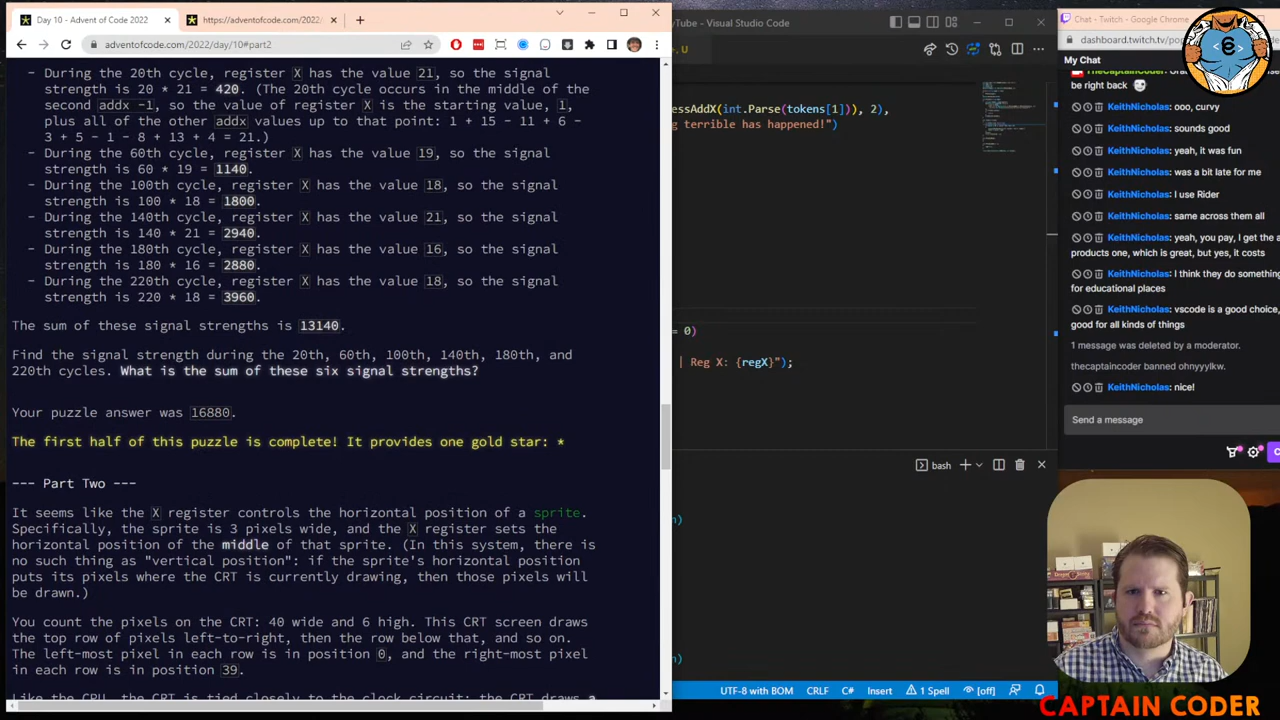 Day 10 - Advent of Code 2022
https://adventofcode.com/2022/day
adventofcode.com/2022/day/10#part2
- During the 20th cycle, register X has the value 21, so the signal
strength is 20 * 21 = 420. (The 20th cycle occurs in the middle of the
second addx -1, so the value of register X is the starting value, 1,
plus all of the other addx values up to that point: 1 + 15 - 11 + 6 -
3 + 5 - 1 - 8 + 13 + 4 = 21.)
- During the 60th cycle, register X has the value 19, so the signal
strength is 60 * 19 = 1140.
- During the 100th cycle, register X has the value 18, so the signal
strength is 100 * 18 = 1800.
- During the 140th cycle, register X has the value 21, so the signal
strength is 140 * 21 = 2940.
- During the 180th cycle, register X has the value 16, so the signal
strength is 180 * 16 = 2880.
- During the 220th cycle, register X has the value 18, so the signal
strength is 220 * 18 = 3960.
The sum of these signal strengths is 13140.
Find the signal strength during the 20th, 60th, 100th, 140th, 180th, and
220th cycles. What is the sum of these six signal strengths?
Your puzzle answer was 16880.
The first half of this puzzle is complete! It provides one gold star: *
--- Part Two ---
It seems like the X register controls the horizontal position of a sprite.
Specifically, the sprite is 3 pixels wide, and the X register sets the
horizontal position of the middle of that sprite. (In this system, there is
no such thing as "vertical position": if the sprite's horizontal position
puts its pixels where the CRT is currently drawing, then those pixels will
be drawn.)
You count the pixels on the CRT: 40 wide and 6 high. This CRT screen draws
the top row of pixels left-to-right, then the row below that, and so on.
The left-most pixel in each row is in position 0, and the right-most pixel
in each row is in position 39.
Like the CPU, the CRT is tied closely to the clock circuit: the CRT draws a
Tube - Visual Studio Code
, U
essAddX(int.Parse(tokens[1])), 2),
g terrible has happened!")
= 0)
| Reg X: {regX}");
bash
)
)
UTF-8 with BOM CRLF C# Insert 1 Spell [off]
Chat - Twitch - Google Chrome
dashboard.twitch.tv/po
My Chat
TheCaptainCoder:
be right back
KeithNicholas: ooo, curvy
KeithNicholas: sounds good
KeithNicholas: yeah, it was fun
KeithNicholas: was a bit late for me
KeithNicholas: I use Rider
KeithNicholas: same across them all
KeithNicholas: yeah, you pay, I get the a
products one, which is great, but yes, it costs
KeithNicholas: I think they do something
for educational places
KeithNicholas: vscode is a good choice,
good for all kinds of things
1 message was deleted by a moderator.
thecaptaincoder banned ohnyyylkw.
KeithNicholas: nice!
Send a message
C
CAPTAIN CODER